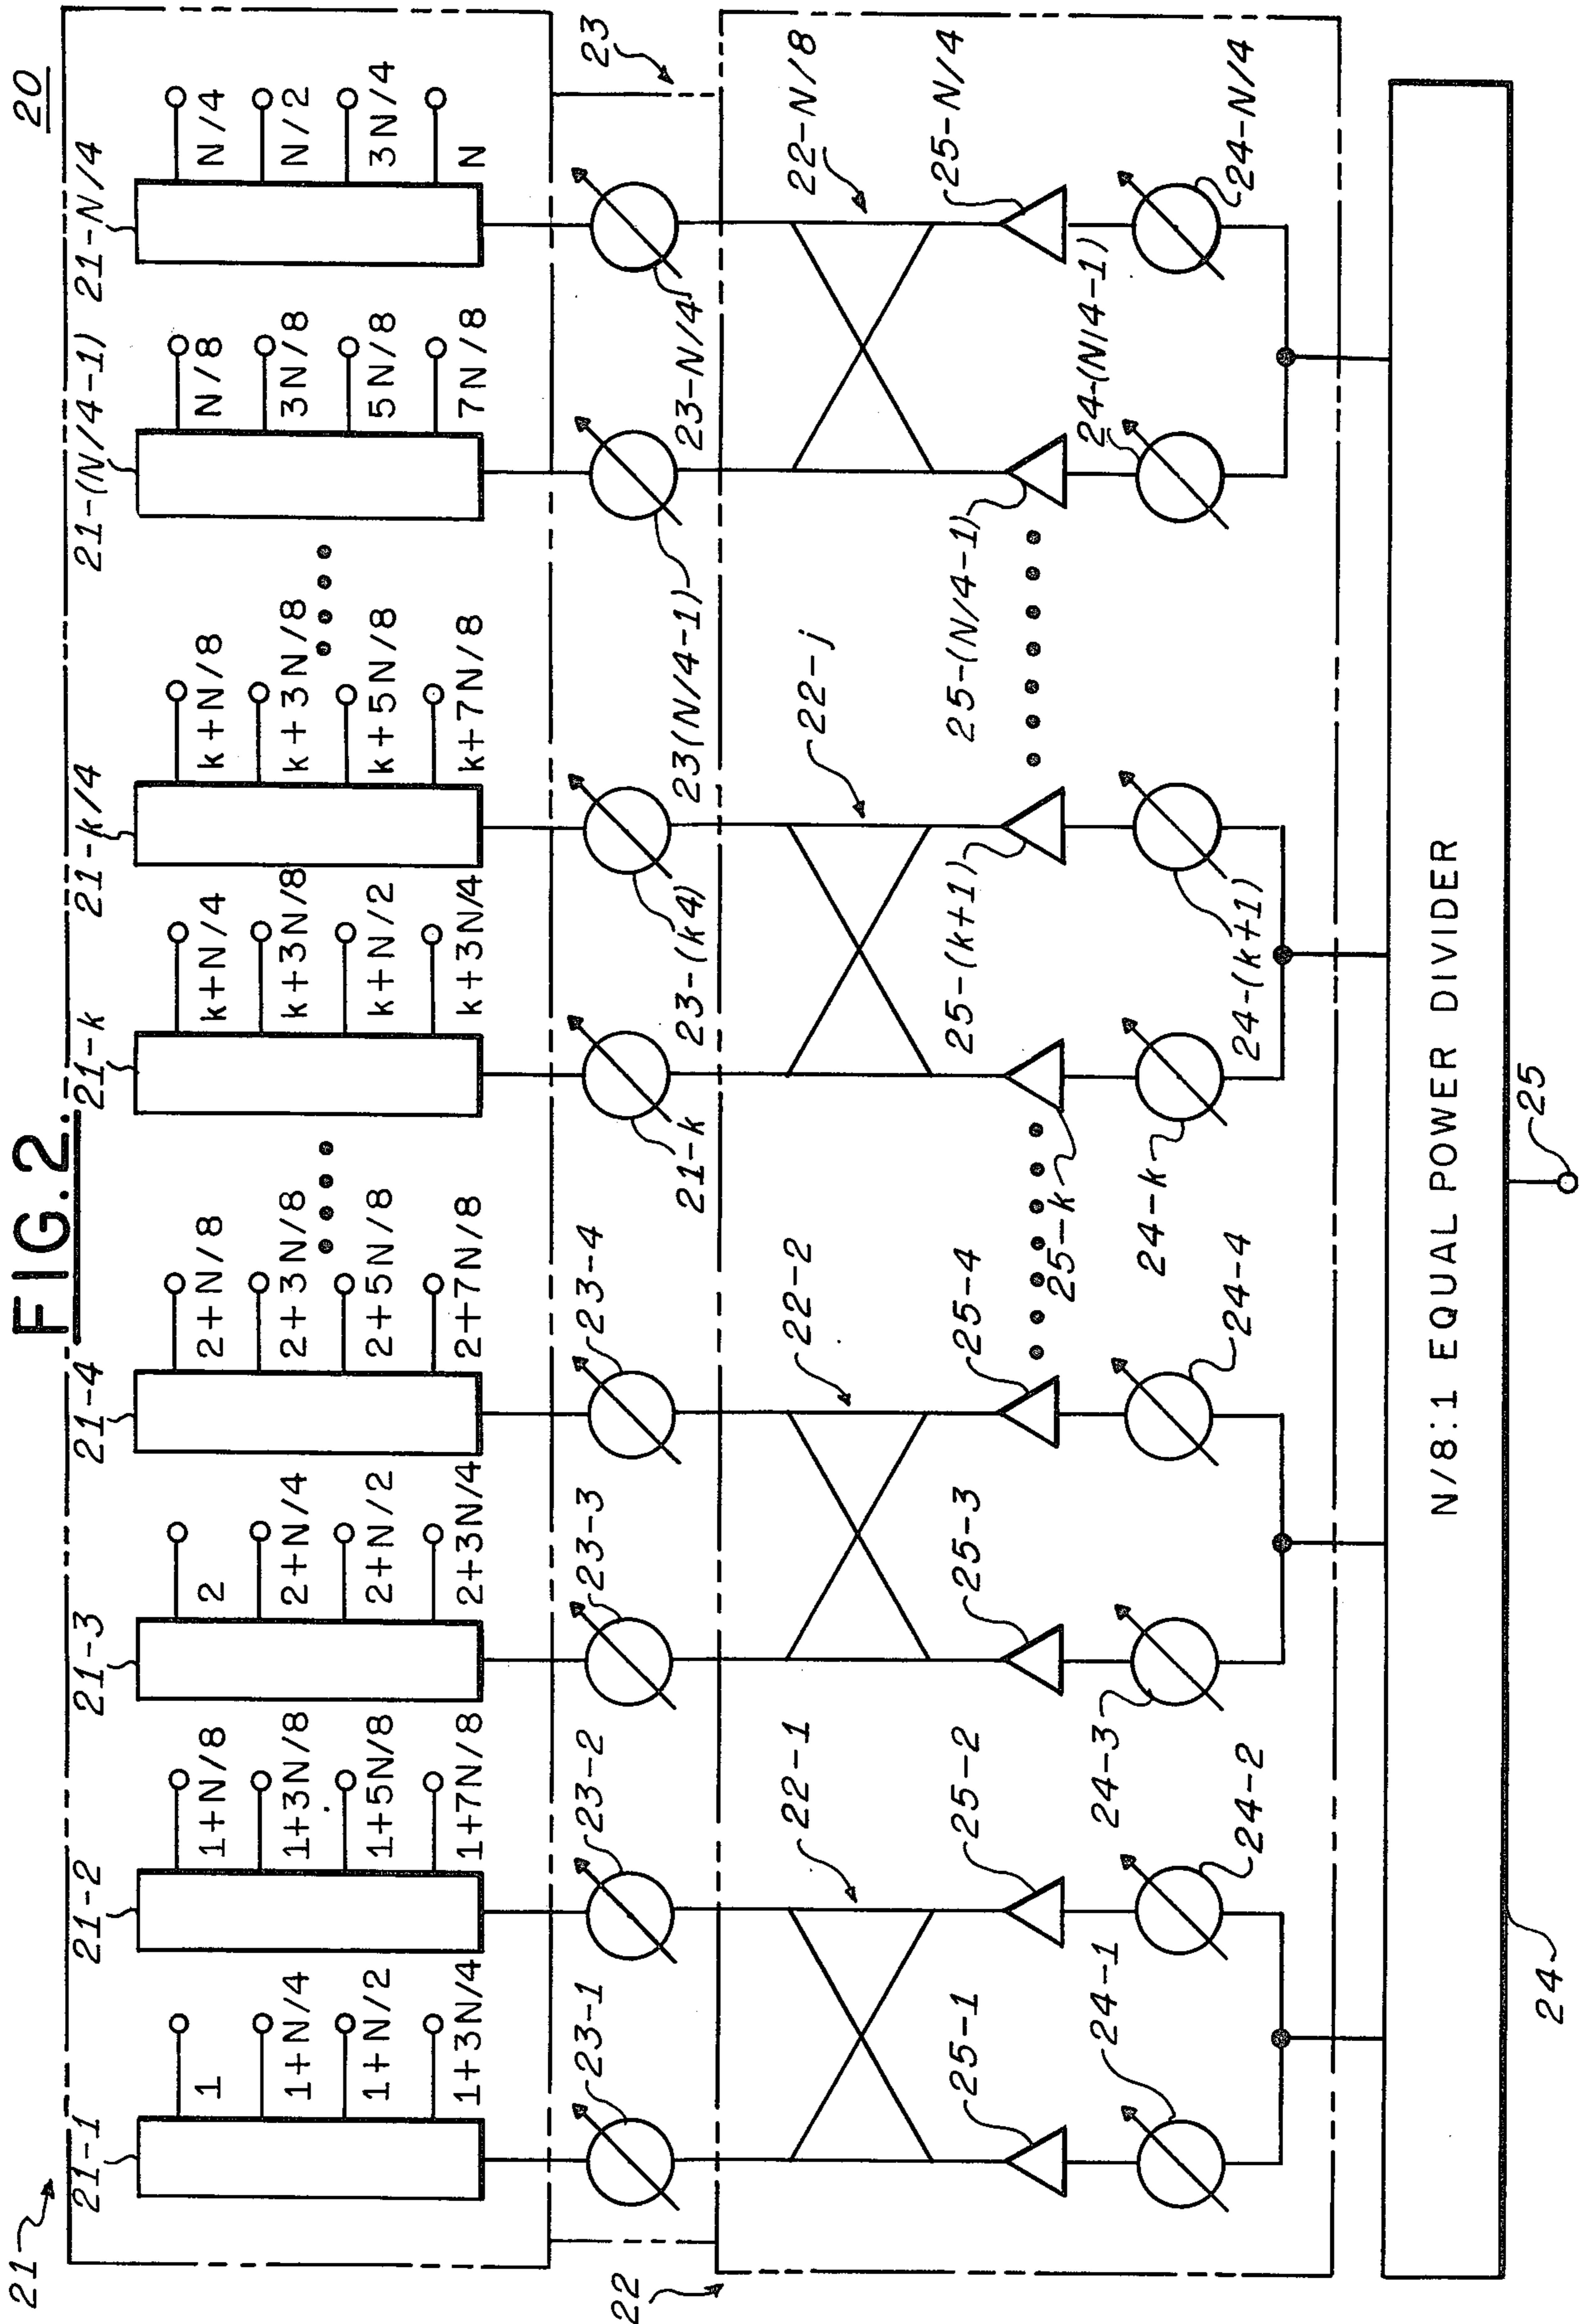 FIG.2.
20
21
21-1
21-2
21-3
21-4
21-k
21-k/4
21-(N/4-1)
21-N/4
1
1+N/8
2
2+N/8
k+N/4
k+N/8
N/8
N/4
1+N/4
1+3N/8
2+N/4
2+3N/8
k+3N/8
k+3N/8
3N/8
N/2
1+N/2
1+5N/8
2+N/2
2+5N/8
k+N/2
k+5N/8
5N/8
3N/4
1+3N/4
1+7N/8
2+3N/4
2+7N/8
k+3N/4
k+7N/8
7N/8
N
23-1
23-2
23-3
23-4
21-k
23-(k4)
23(N/4-1)
23-N/4
23
22
22-1
22-2
22-j
22-N/8
25-1
25-2
25-3
25-4
25-k
25-(k+1)
25-(N/4-1)
25-N/4
24-1
24-2
24-3
24-4
24-k
24-(k+1)
24-(N14-1)
24-N/4
N/8:1 EQUAL POWER DIVIDER
24
25